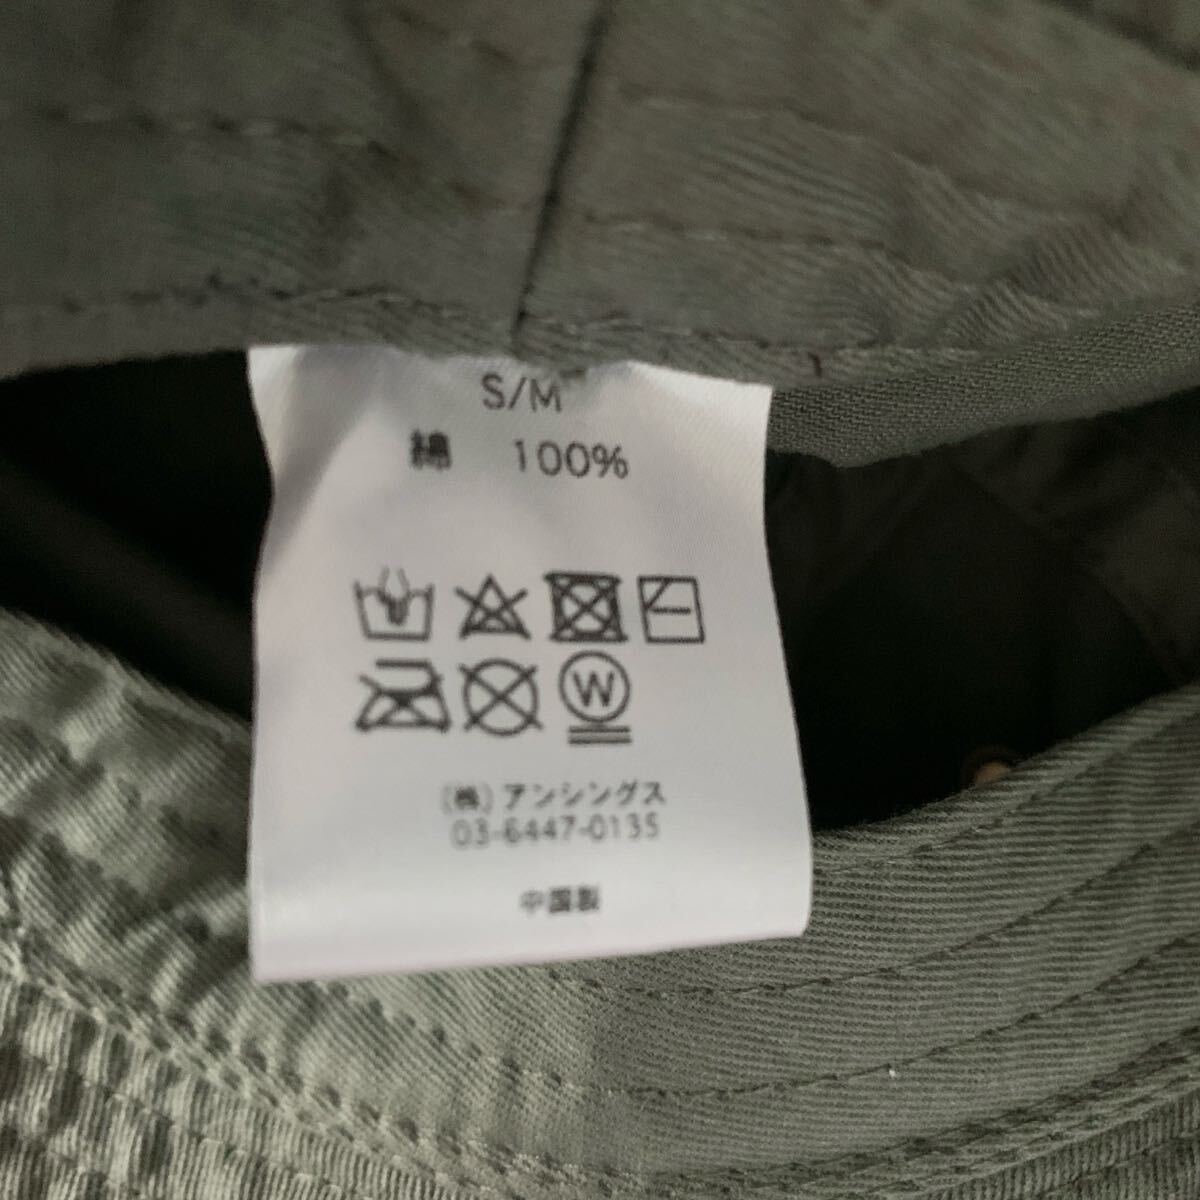 S/M
綿 100%
W
(株)アンシングス
03-6447-0135
中国製